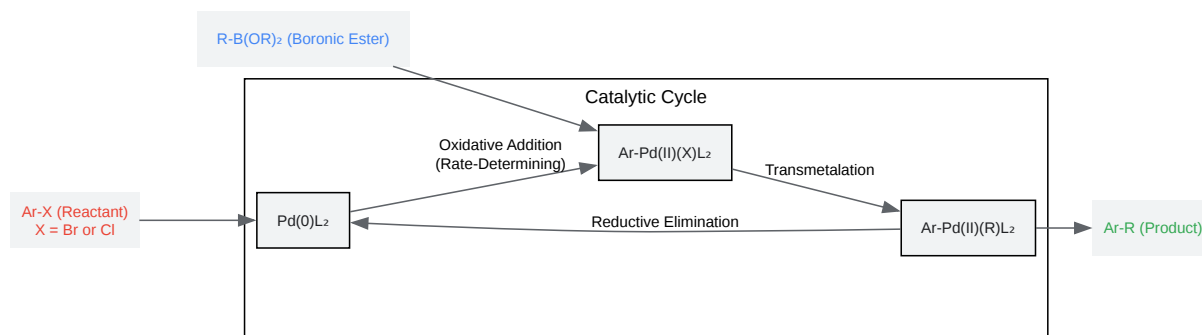 R-B(OR)₂ (Boronic Ester)
Catalytic Cycle
Oxidative Addition
(Rate-Determining)
Ar-Pd(II)(X)L₂
Transmetalation
Ar-X (Reactant)
X = Br or Cl
Pd(0)L₂
Reductive Elimination
Ar-Pd(II)(R)L₂
Ar-R (Product)